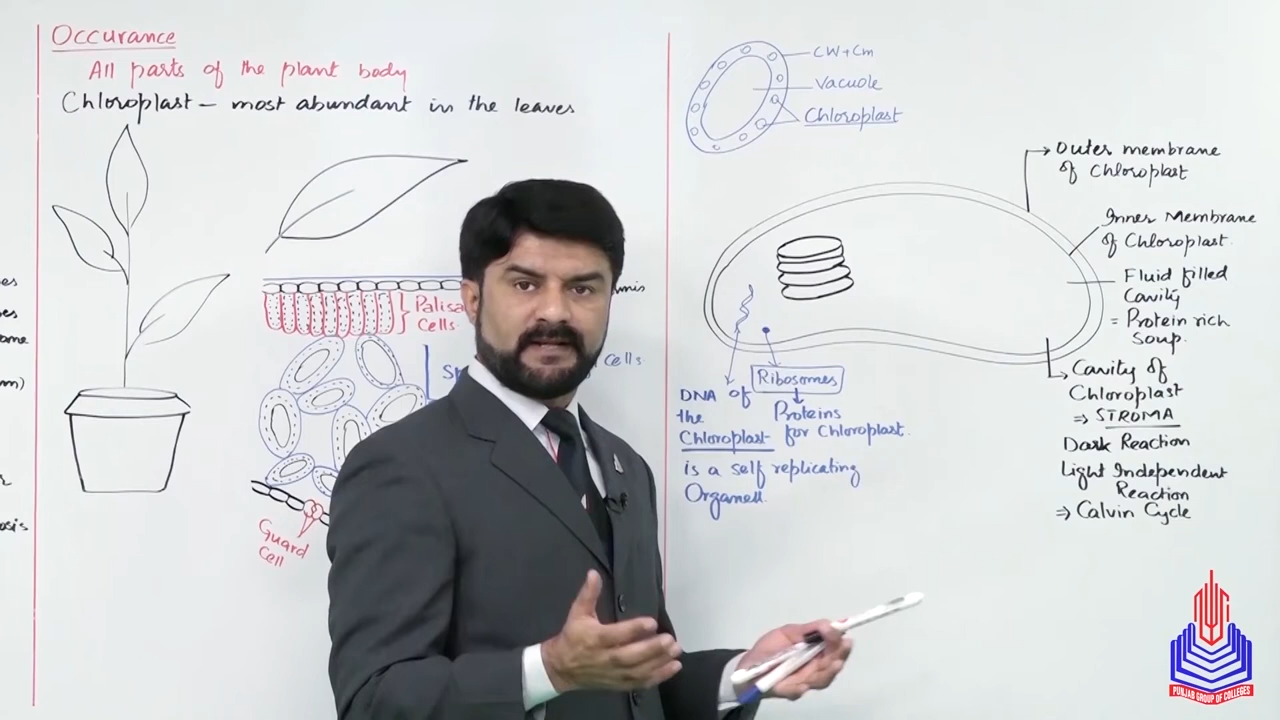 Occurance
All parts of the plant body
Chloroplast – most abundant in the leaves
Cells
Guard
Cell
CW+Cm
Vacuole
Chloroplast
Outer membrane
of Chloroplast
Inner Membrane
of Chloroplast.
Fluid filled
Cavity
= Protein rich
Soup.
Cavity of
Chloroplast
⇒ STROMA
Dark Reaction
Light Independent
Reaction
⇒ Calvin Cycle
Ribosomes
Proteins
for Chloroplast.
DNA of
the
Chloroplast
is a self replicating
Organell.
Cells.
PUNJAB GROUP OF COLLEGES